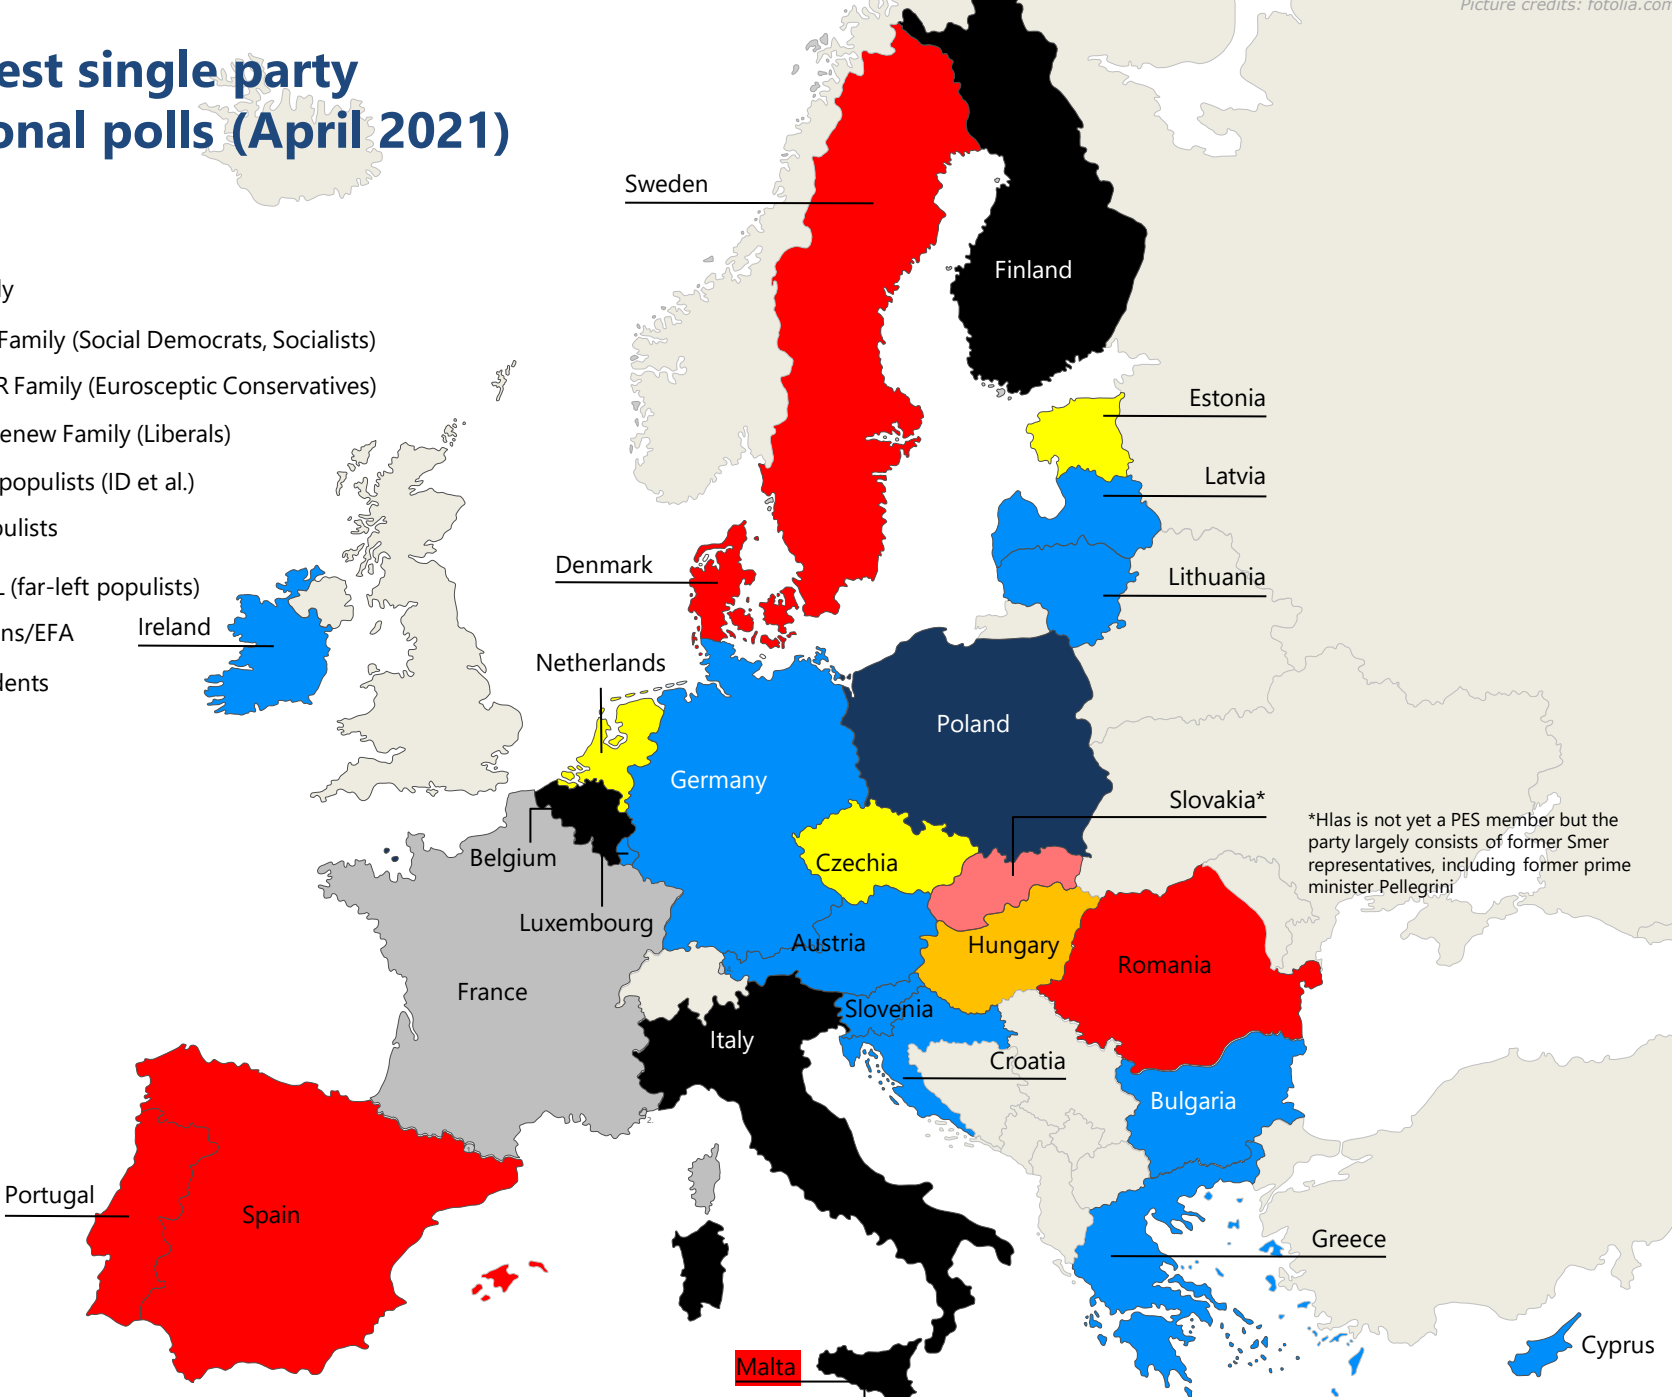 Picture credits: fotolia.com
est single party
onal polls (April 2021)
ly
Family (Social Democrats, Socialists)
R Family (Eurosceptic Conservatives)
enew Family (Liberals)
populists (ID et al.)
pulists
L (far-left populists)
ns/EFA
dents
Sweden
Finland
Estonia
Latvia
Lithuania
Denmark
Ireland
Netherlands
Poland
Germany
Slovakia*
*Hlas is not yet a PES member but the
party largely consists of former Smer
representatives, including former prime
minister Pellegrini
Belgium
Czechia
Luxembourg
Austria
Hungary
Romania
France
Slovenia
Italy
Croatia
Bulgaria
2.
Portugal
Spain
Greece
Cyprus
Malta